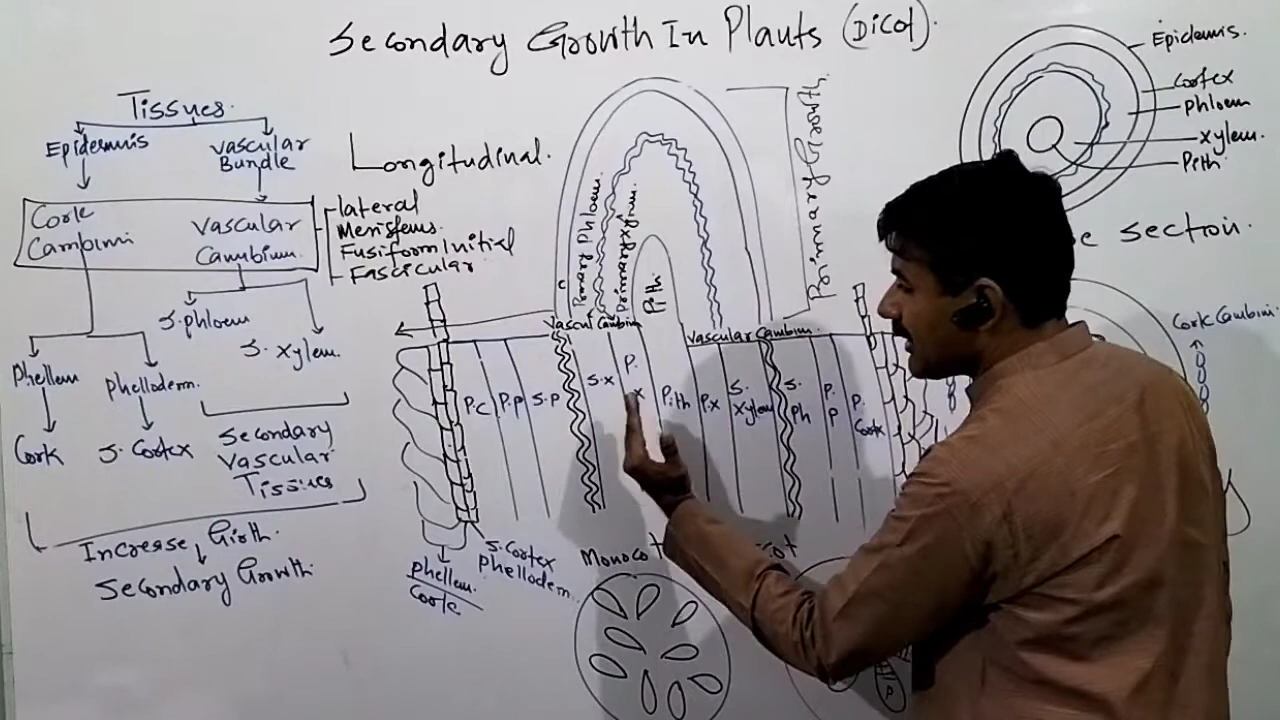 Secondary Growth In Plants (Dicot).
Tissues.
Epidermis
vascular
Bundle
Cork
Cambium
Vascular
Cambium.
lateral
Meristems.
Fusiform Initial
Fascicular
S.phloem
S. Xylem.
Phellem
Phelloderm.
Cork
S. Cortex
Secondary
Vascular
Tissues
Increase Girth.
Secondary Growth
Longitudinal.
Primary Growth
C
Primary Phloem.
Primary Xylem.
Pith
Vascular Cambium.
P.C
P.p
S.P
S.x
P.
x
Pith
P.x
S.
Xylem
S.
Ph
P.
P
P.
Cortex
Phellem.
Cork
S.Cortex
Phelloderm.
Epidermis.
cortex
phloem
xylem.
Pith.
section.
Cork Cambium.
P